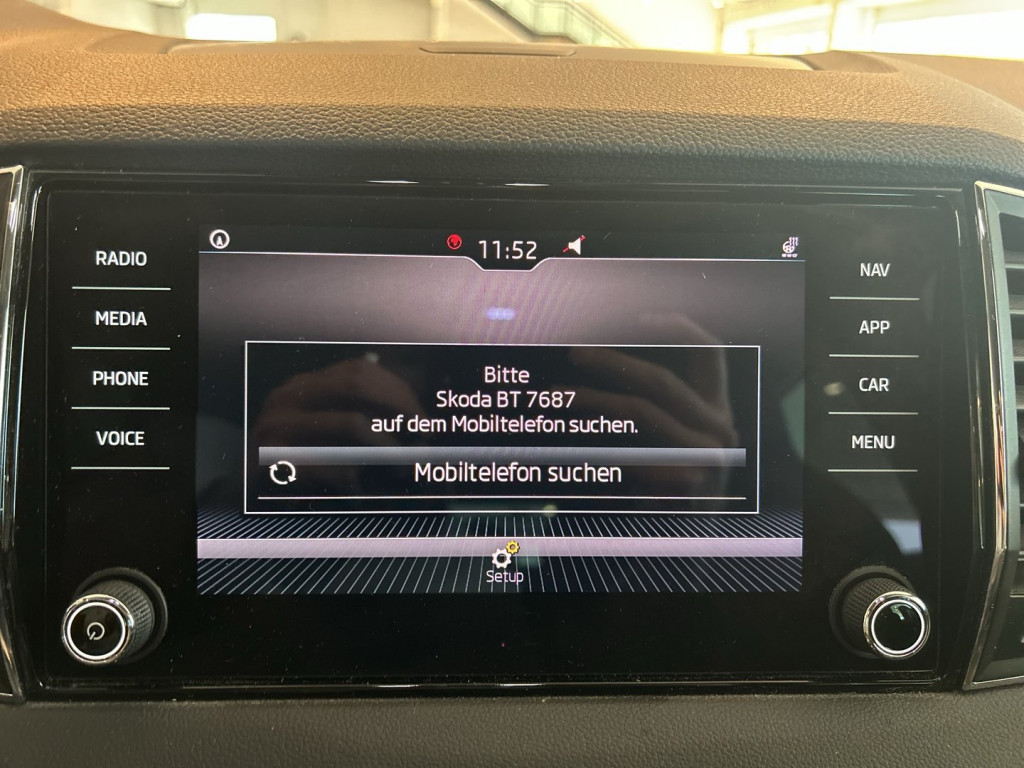 11:52
RADIO
MEDIA
PHONE
VOICE
Bitte
Skoda BT 7687
auf dem Mobiltelefon suchen.
Mobiltelefon suchen
Setup
NAV
APP
CAR
MENU